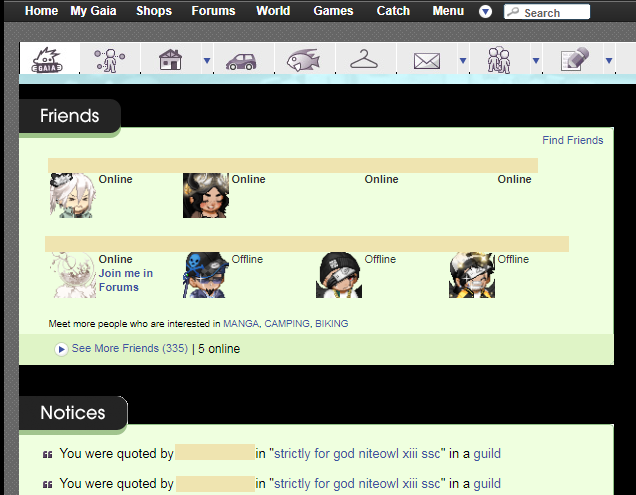 Home My Gaia Shops Forums World Games Catch Menu Search
GAIA
Friends
Find Friends
Online Online Online Online
Online Offline Offline Offline
Join me in
Forums
Meet more people who are interested in MANGA, CAMPING, BIKING
See More Friends (335) | 5 online
Notices
You were quoted by in "strictly for god niteowl xiii ssc" in a guild
You were quoted by in "strictly for god niteowl xiii ssc" in a guild